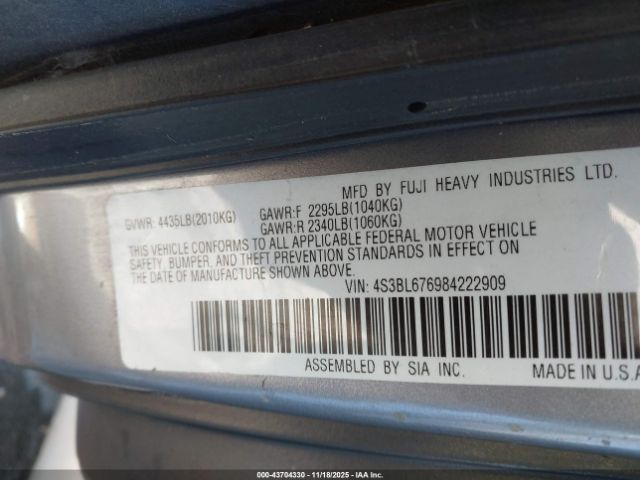 MFD BY FUJI HEAVY INDUSTRIES LTD.
GVWR: 4435LB(2010KG) GAWR:F 2295LB(1040KG)
GAWR:R 2340LB(1060KG)
THIS VEHICLE CONFORMS TO ALL APPLICABLE FEDERAL MOTOR VEHICLE
SAFETY, BUMPER, AND THEFT PREVENTION STANDARDS IN EFFECT ON
THE DATE OF MANUFACTURE SHOWN ABOVE.
VIN: 4S3BL676984222909
ASSEMBLED BY SIA INC. MADE IN U.S.A
000-43704330 — 11/18/2025 — IAAI.COM